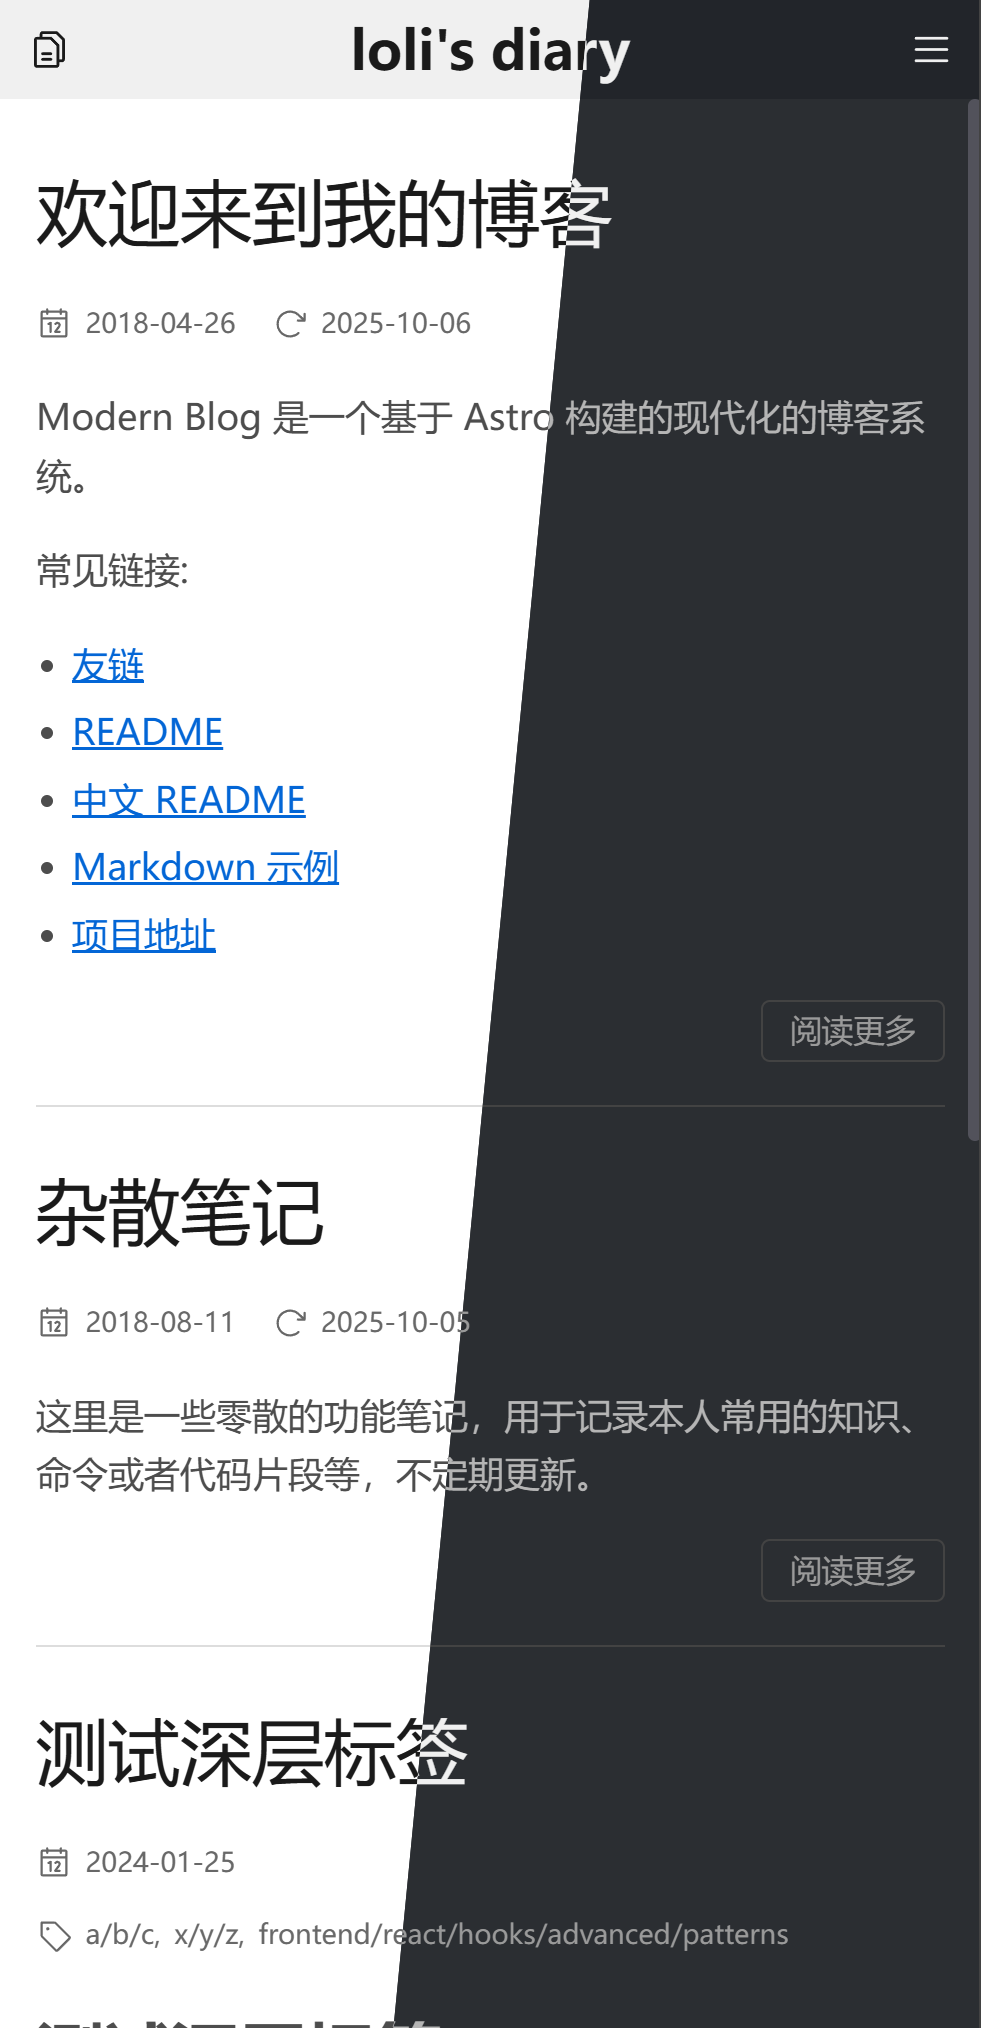 loli's diary
欢迎来到我的博客
2018-04-26 2025-10-06
Modern Blog 是一个基于 Astro 构建的现代化的博客系
统。
常见链接:
友链
README
中文 README
Markdown 示例
项目地址
阅读更多
杂散笔记
2018-08-11 2025-10-05
这里是一些零散的功能笔记，用于记录本人常用的知识、
命令或者代码片段等，不定期更新。
阅读更多
测试深层标签
2024-01-25
a/b/c, x/y/z, frontend/react/hooks/advanced/patterns